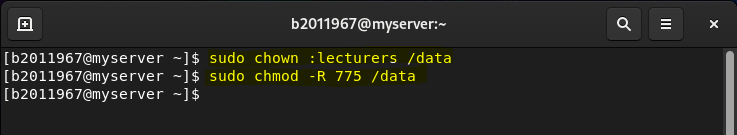 b2011967@myserver:~
[b2011967@myserver ~]$ sudo chown :lecturers /data
[b2011967@myserver ~]$ sudo chmod -R 775 /data
[b2011967@myserver ~]$